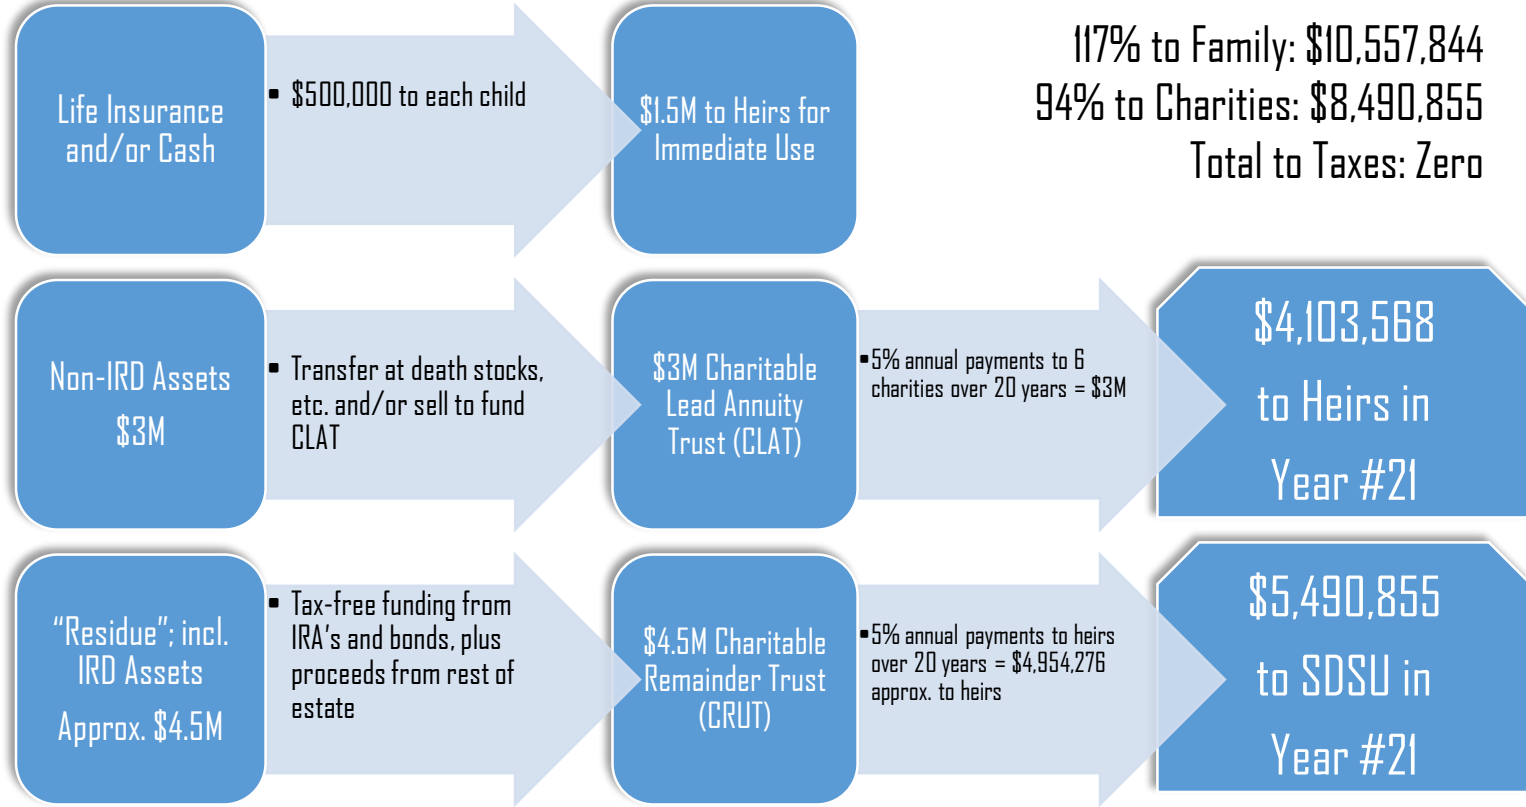 Life Insurance
and/or Cash
▪ $500,000 to each child
$1.5M to Heirs for
Immediate Use
117% to Family: $10,557,844
94% to Charities: $8,490,855
Total to Taxes: Zero
Non-IRD Assets
$3M
▪ Transfer at death stocks,
etc. and/or sell to fund
CLAT
$3M Charitable
Lead Annuity
Trust (CLAT)
▪5% annual payments to 6
charities over 20 years = $3M
$4,103,568
to Heirs in
Year #21
“Residue”; incl.
IRD Assets
Approx. $4.5M
▪ Tax-free funding from
IRA's and bonds, plus
proceeds from rest of
estate
$4.5M Charitable
Remainder Trust
(CRUT)
▪5% annual payments to heirs
over 20 years = $4,954,276
approx. to heirs
$5,490,855
to SDSU in
Year #21